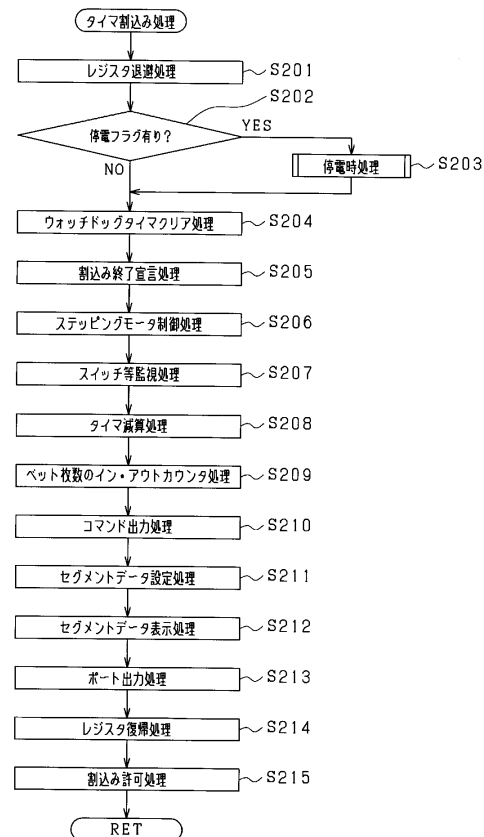 タイマ割込み処理
レジスタ退避処理 S201
S202
停電フラグ有り？ YES
停電時処理 S203
NO
ウォッチドッグタイマクリア処理 S204
割込み終了宣言処理 S205
ステッピングモータ制御処理 S206
スイッチ等監視処理 S207
タイマ減算処理 S208
ベット枚数のイン・アウトカウンタ処理 S209
コマンド出力処理 S210
セグメントデータ設定処理 S211
セグメントデータ表示処理 S212
ポート出力処理 S213
レジスタ復帰処理 S214
割込み許可処理 S215
RET